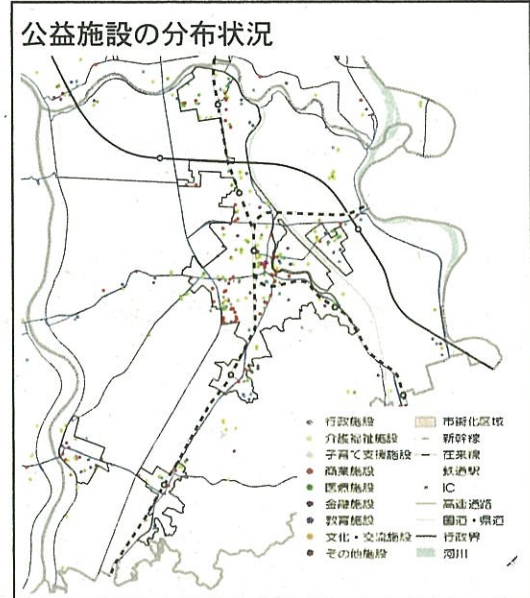 公益施設の分布状況
行政施設
介護福祉施設
子育て支援施設
商業施設
医療施設
金融施設
教育施設
文化・交流施設
その他施設
市街化区域
新幹線
在来線
鉄道駅
IC
高速道路
国道・県道
行政界
河川